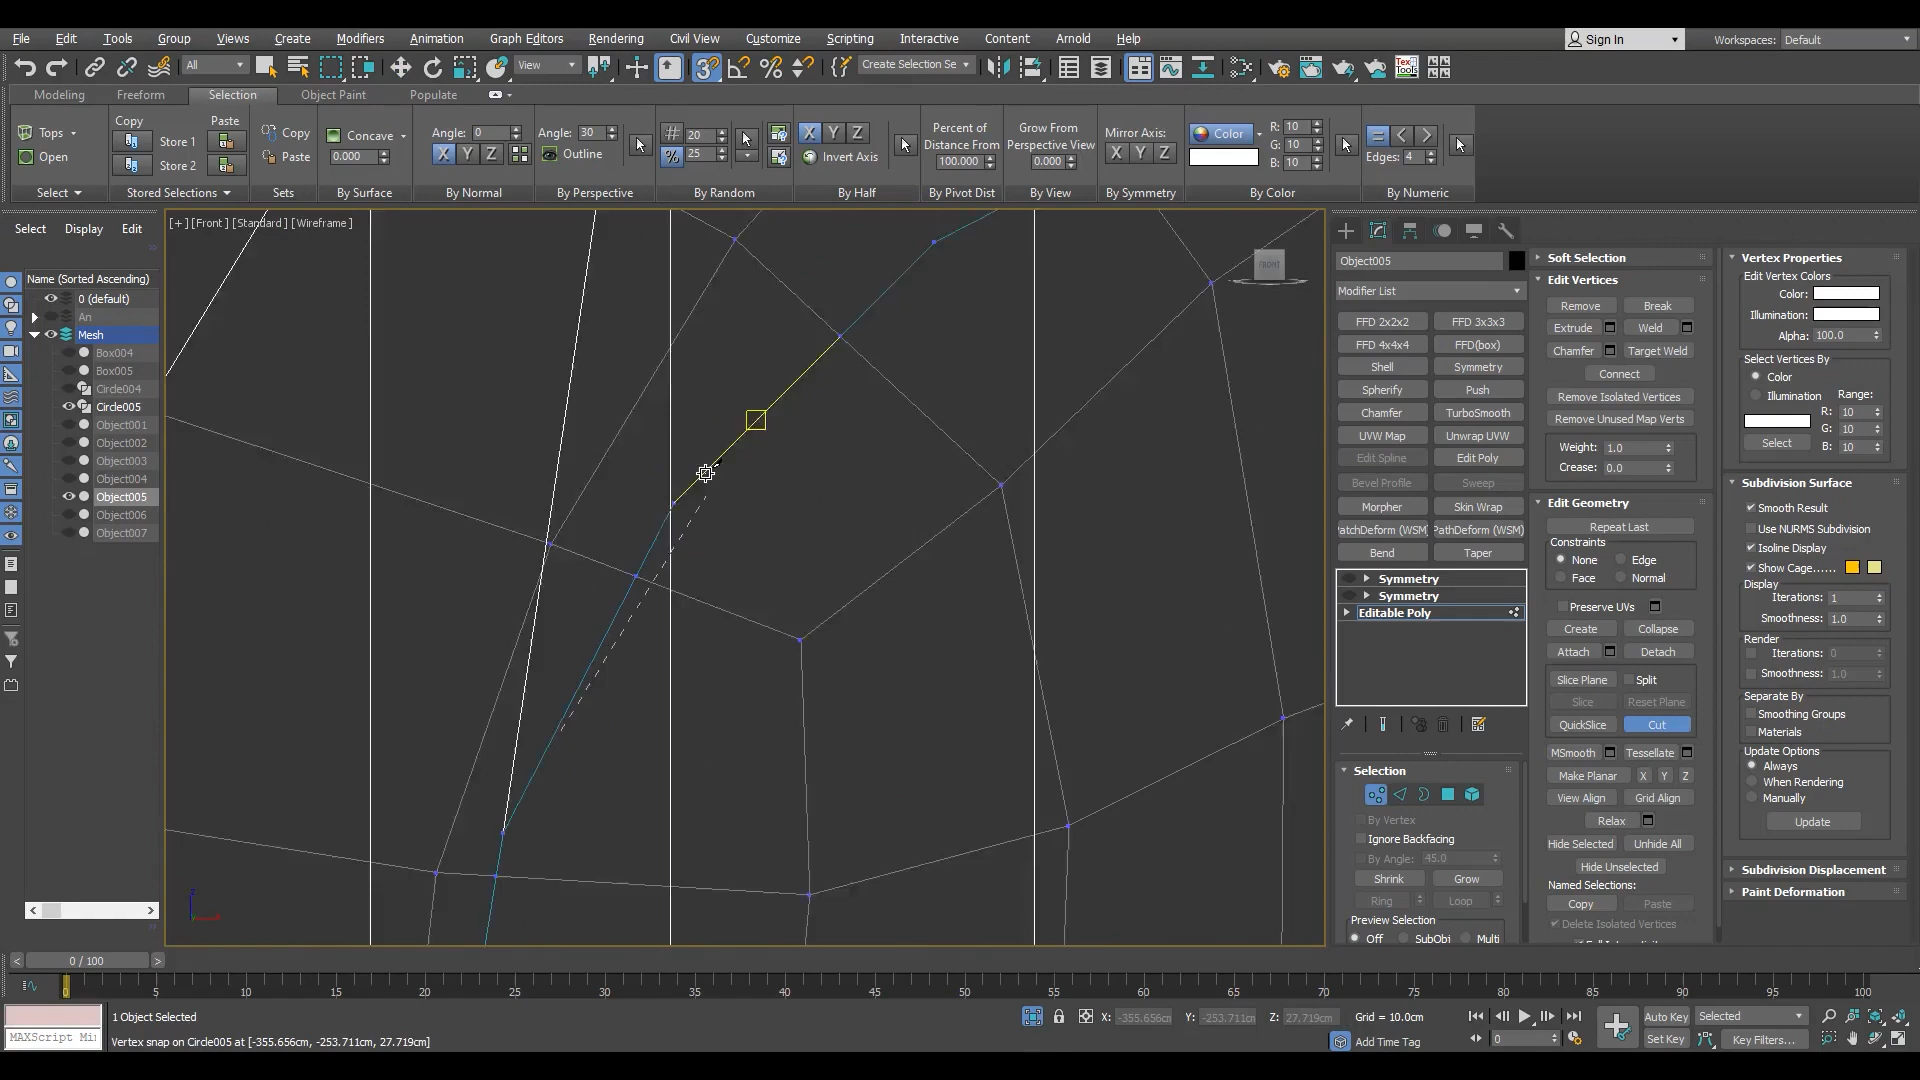 File Edit Tools Group Views Create Modifiers Animation Graph Editors Rendering Civil View Customize Scripting Interactive Content Arnold Help Sign In Workspaces: Default
All View Create Selection Se
Modeling Freeform Selection Object Paint Populate
Tops Open Select
Copy Paste Store 1 Store 2 Stored Selections
Copy Paste Sets
Concave 0.000 By Surface
Angle: 0 X Y Z By Normal
Angle: 30 Outline By Perspective
20 25 By Random
X Y Z Invert Axis By Half
Percent of Distance From 100.000 By Pivot Dist
Grow From Perspective View 0.000 By View
Mirror Axis: X Y Z By Symmetry
Color R: 10 G: 10 B: 10 By Color
Edges: 4 By Numeric
Select Display Edit
Name (Sorted Ascending)
0 (default)
An
Mesh
Box004
Box005
Circle004
Circle005
Object001
Object002
Object003
Object004
Object005
Object006
Object007
[+] [Front] [Standard] [Wireframe]
FRONT
Object005
Modifier List
FFD 2x2x2 FFD 3x3x3
FFD 4x4x4 FFD(box)
Shell Symmetry
Spherify Push
Chamfer TurboSmooth
UVW Map Unwrap UVW
Edit Spline Edit Poly
Bevel Profile Sweep
Morpher Skin Wrap
PatchDeform (WSM) PathDeform (WSM)
Bend Taper
Symmetry
Symmetry
Editable Poly
Selection
By Vertex
Ignore Backfacing
By Angle: 45.0
Shrink Grow
Ring Loop
Preview Selection
Off SubObj Multi
Soft Selection
Edit Vertices
Remove Break
Extrude Weld
Chamfer Target Weld
Connect
Remove Isolated Vertices
Remove Unused Map Verts
Weight: 1.0
Crease: 0.0
Edit Geometry
Repeat Last
Constraints
None Edge
Face Normal
Preserve UVs
Create Collapse
Attach Detach
Slice Plane Split
Slice Reset Plane
QuickSlice Cut
MSmooth Tessellate
Make Planar X Y Z
View Align Grid Align
Relax
Hide Selected Unhide All
Hide Unselected
Named Selections:
Copy Paste
Delete Isolated Vertices
Vertex Properties
Edit Vertex Colors
Color:
Illumination:
Alpha: 100.0
Select Vertices By
Color
Illumination Range:
R: 10
G: 10
Select B: 10
Subdivision Surface
Smooth Result
Use NURMS Subdivision
Isoline Display
Show Cage......
Display
Iterations: 1
Smoothness: 1.0
Render
Iterations: 0
Smoothness: 1.0
Separate By
Smoothing Groups
Materials
Update Options
Always
When Rendering
Manually
Update
Subdivision Displacement
Paint Deformation
0 / 100
0 5 10 15 20 25 30 35 40 45 50 55 60 65 70 75 80 85 90 95 100
1 Object Selected X: -355.656cm Y: -253.711cm Z: 27.719cm Grid = 10.0cm Auto Key Selected
MAXScript Mi Vertex snap on Circle005 at [-355.656cm, -253.711cm, 27.719cm] Add Time Tag 0 Set Key Key Filters...